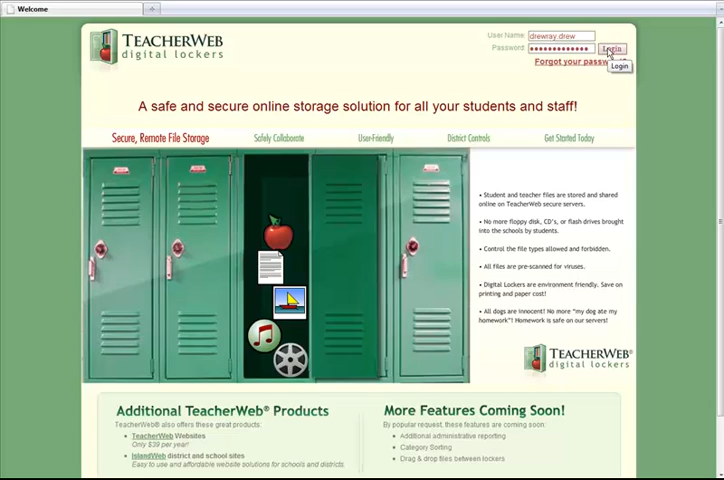 Welcome
TEACHERWEB
digital lockers
User Name: drewray.drew
Password: •••••••••••••
Login
Forgot your
Login
A safe and secure online storage solution for all your students and staff!
Secure, Remote File Storage
Safely Collaborate
User-Friendly
District Controls
Get Started Today
• Student and teacher files are stored and shared
online on TeacherWeb secure servers.
• No more floppy disk, CD's, or flash-drives brought
into the schools by students.
• Control the file types allowed and forbidden.
• All files are pre-scanned for viruses.
• Digital Lockers are environment friendly. Save on
printing and paper cost!
• All dogs are innocent! No more "my dog ate my
homework"! Homework is safe on our servers!
TEACHERWEB®
digital lockers
Additional TeacherWeb® Products
TeacherWeb® also offers these great products:
• TeacherWeb Websites
Only $39 per year!
• IslandWeb district and school sites
Easy to use and affordable website solutions for schools and districts
More Features Coming Soon!
By popular request, these features are coming soon:
• Additional administrative reporting
• Category Sorting
• Drag & drop files between lockers